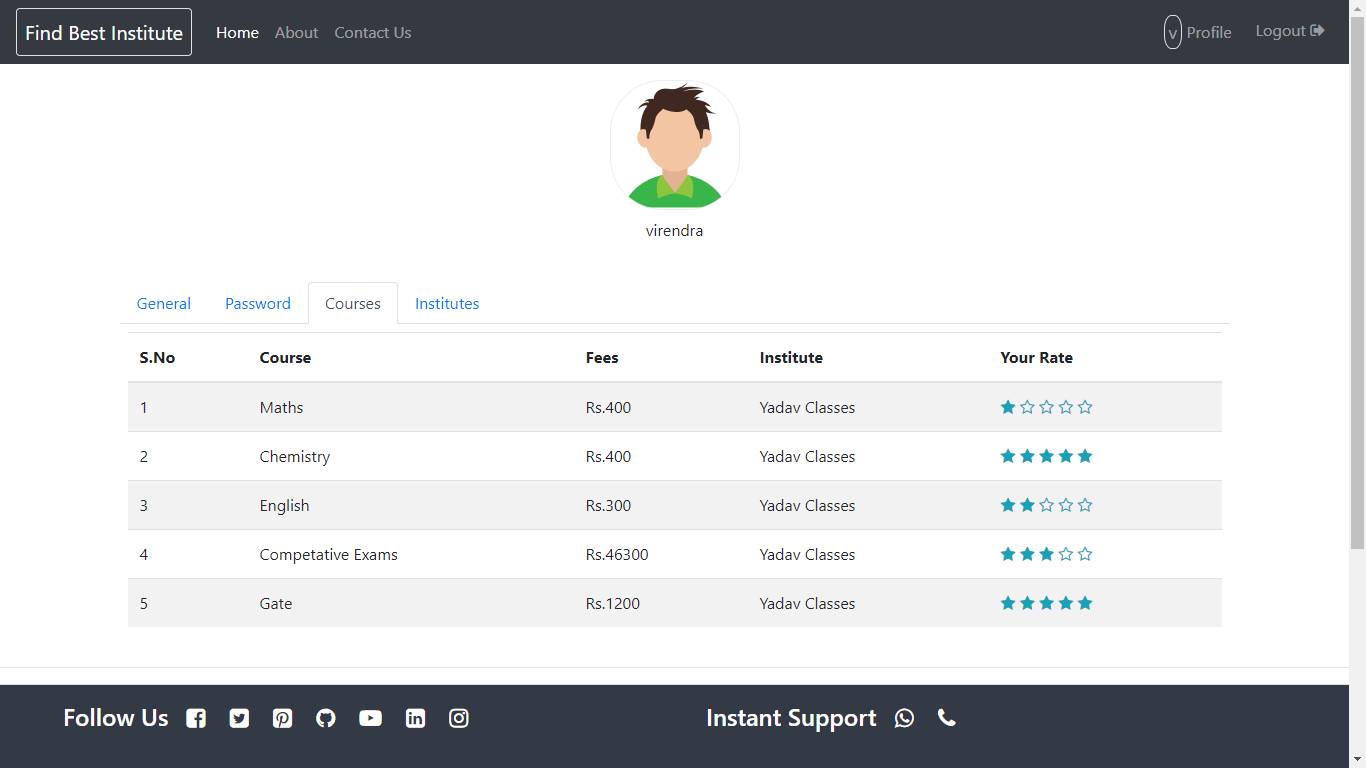 Find Best Institute Home About Contact Us v Profile Logout
virendra
General Password Courses Institutes
S.No Course Fees Institute Your Rate
1 Maths Rs.400 Yadav Classes
2 Chemistry Rs.400 Yadav Classes
3 English Rs.300 Yadav Classes
4 Competative Exams Rs.46300 Yadav Classes
5 Gate Rs.1200 Yadav Classes
Follow Us Instant Support